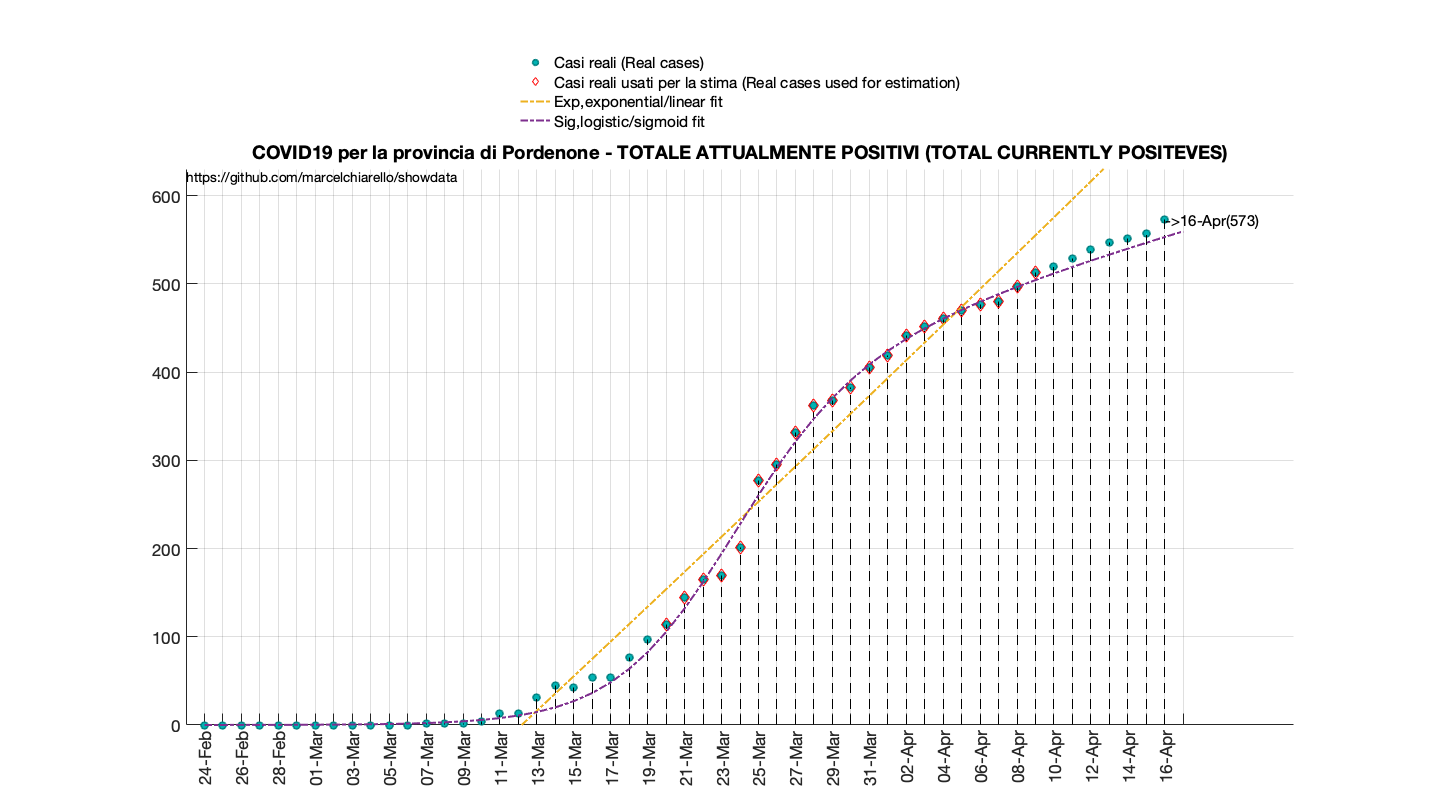 Casi reali (Real cases)
Casi reali usati per la stima (Real cases used for estimation)
Exp,exponential/linear fit
Sig,logistic/sigmoid fit
COVID19 per la provincia di Pordenone - TOTALE ATTUALMENTE POSITIVI (TOTAL CURRENTLY POSITEVES)
https://github.com/marcelchiarello/showdata
600
->16-Apr(573)
500
400
300
200
100
0
24-Feb
26-Feb
28-Feb
01-Mar
03-Mar
05-Mar
07-Mar
09-Mar
11-Mar
13-Mar
15-Mar
17-Mar
19-Mar
21-Mar
23-Mar
25-Mar
27-Mar
29-Mar
31-Mar
02-Apr
04-Apr
06-Apr
08-Apr
10-Apr
12-Apr
14-Apr
16-Apr